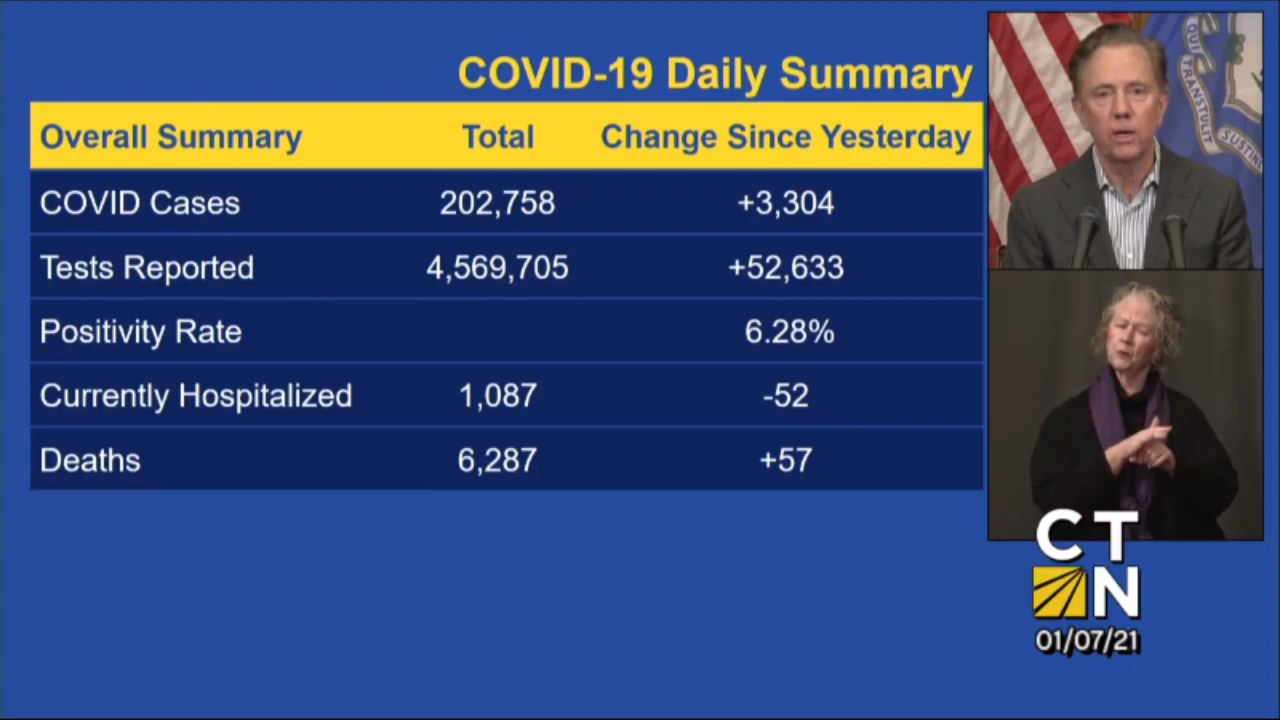 COVID-19 Daily Summary
Overall Summary Total Change Since Yesterday
COVID Cases 202,758 +3,304
Tests Reported 4,569,705 +52,633
Positivity Rate 6.28%
Currently Hospitalized 1,087 -52
Deaths 6,287 +57
QUI TRANSTULIT
CT
N
01/07/21